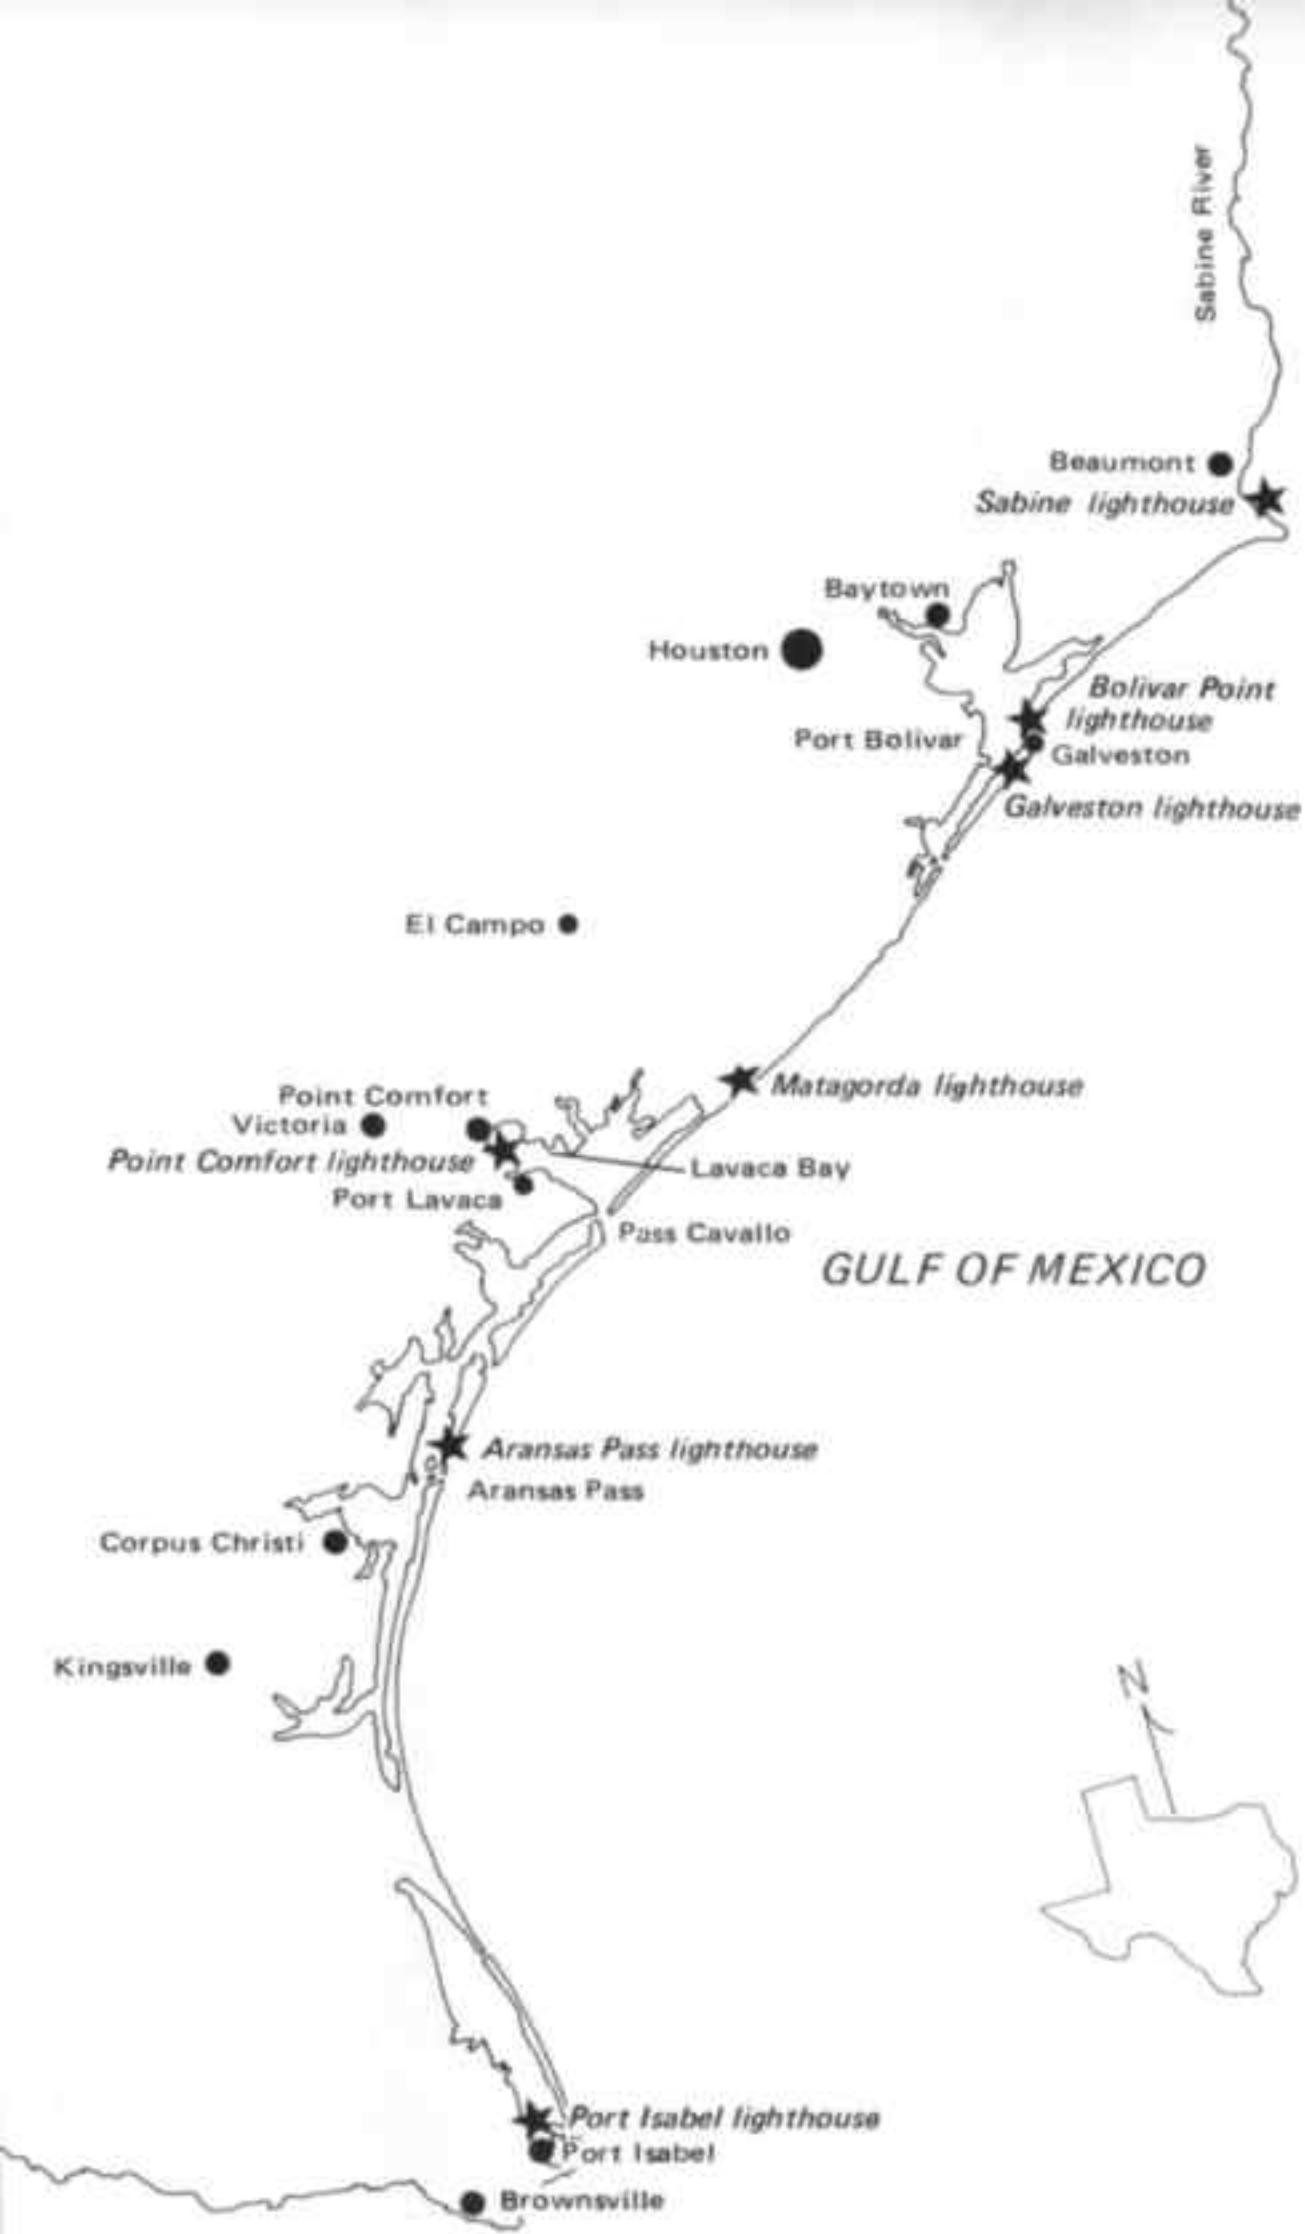 Sabine River
Beaumont
Sabine lighthouse
Baytown
Houston
Bolivar Point
lighthouse
Port Bolivar
Galveston
Galveston lighthouse
El Campo
Matagorda lighthouse
Point Comfort
Victoria
Point Comfort lighthouse
Lavaca Bay
Port Lavaca
Pass Cavallo
GULF OF MEXICO
Aransas Pass lighthouse
Aransas Pass
Corpus Christi
Kingsville
N
Port Isabel lighthouse
Port Isabel
Brownsville